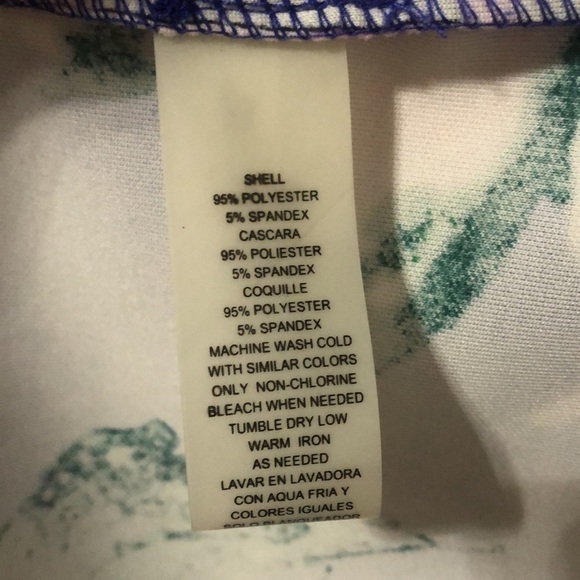 SHELL
95% POLYESTER
5% SPANDEX
CASCARA
95% POLIESTER
5% SPANDEX
COQUILLE
95% POLYESTER
5% SPANDEX
MACHINE WASH COLD
WITH SIMILAR COLORS
ONLY NON-CHLORINE
BLEACH WHEN NEEDED
TUMBLE DRY LOW
WARM IRON
AS NEEDED
LAVAR EN LAVADORA
CON AQUA FRIA Y
COLORES IGUALES
SOLO BLANQUEADOR